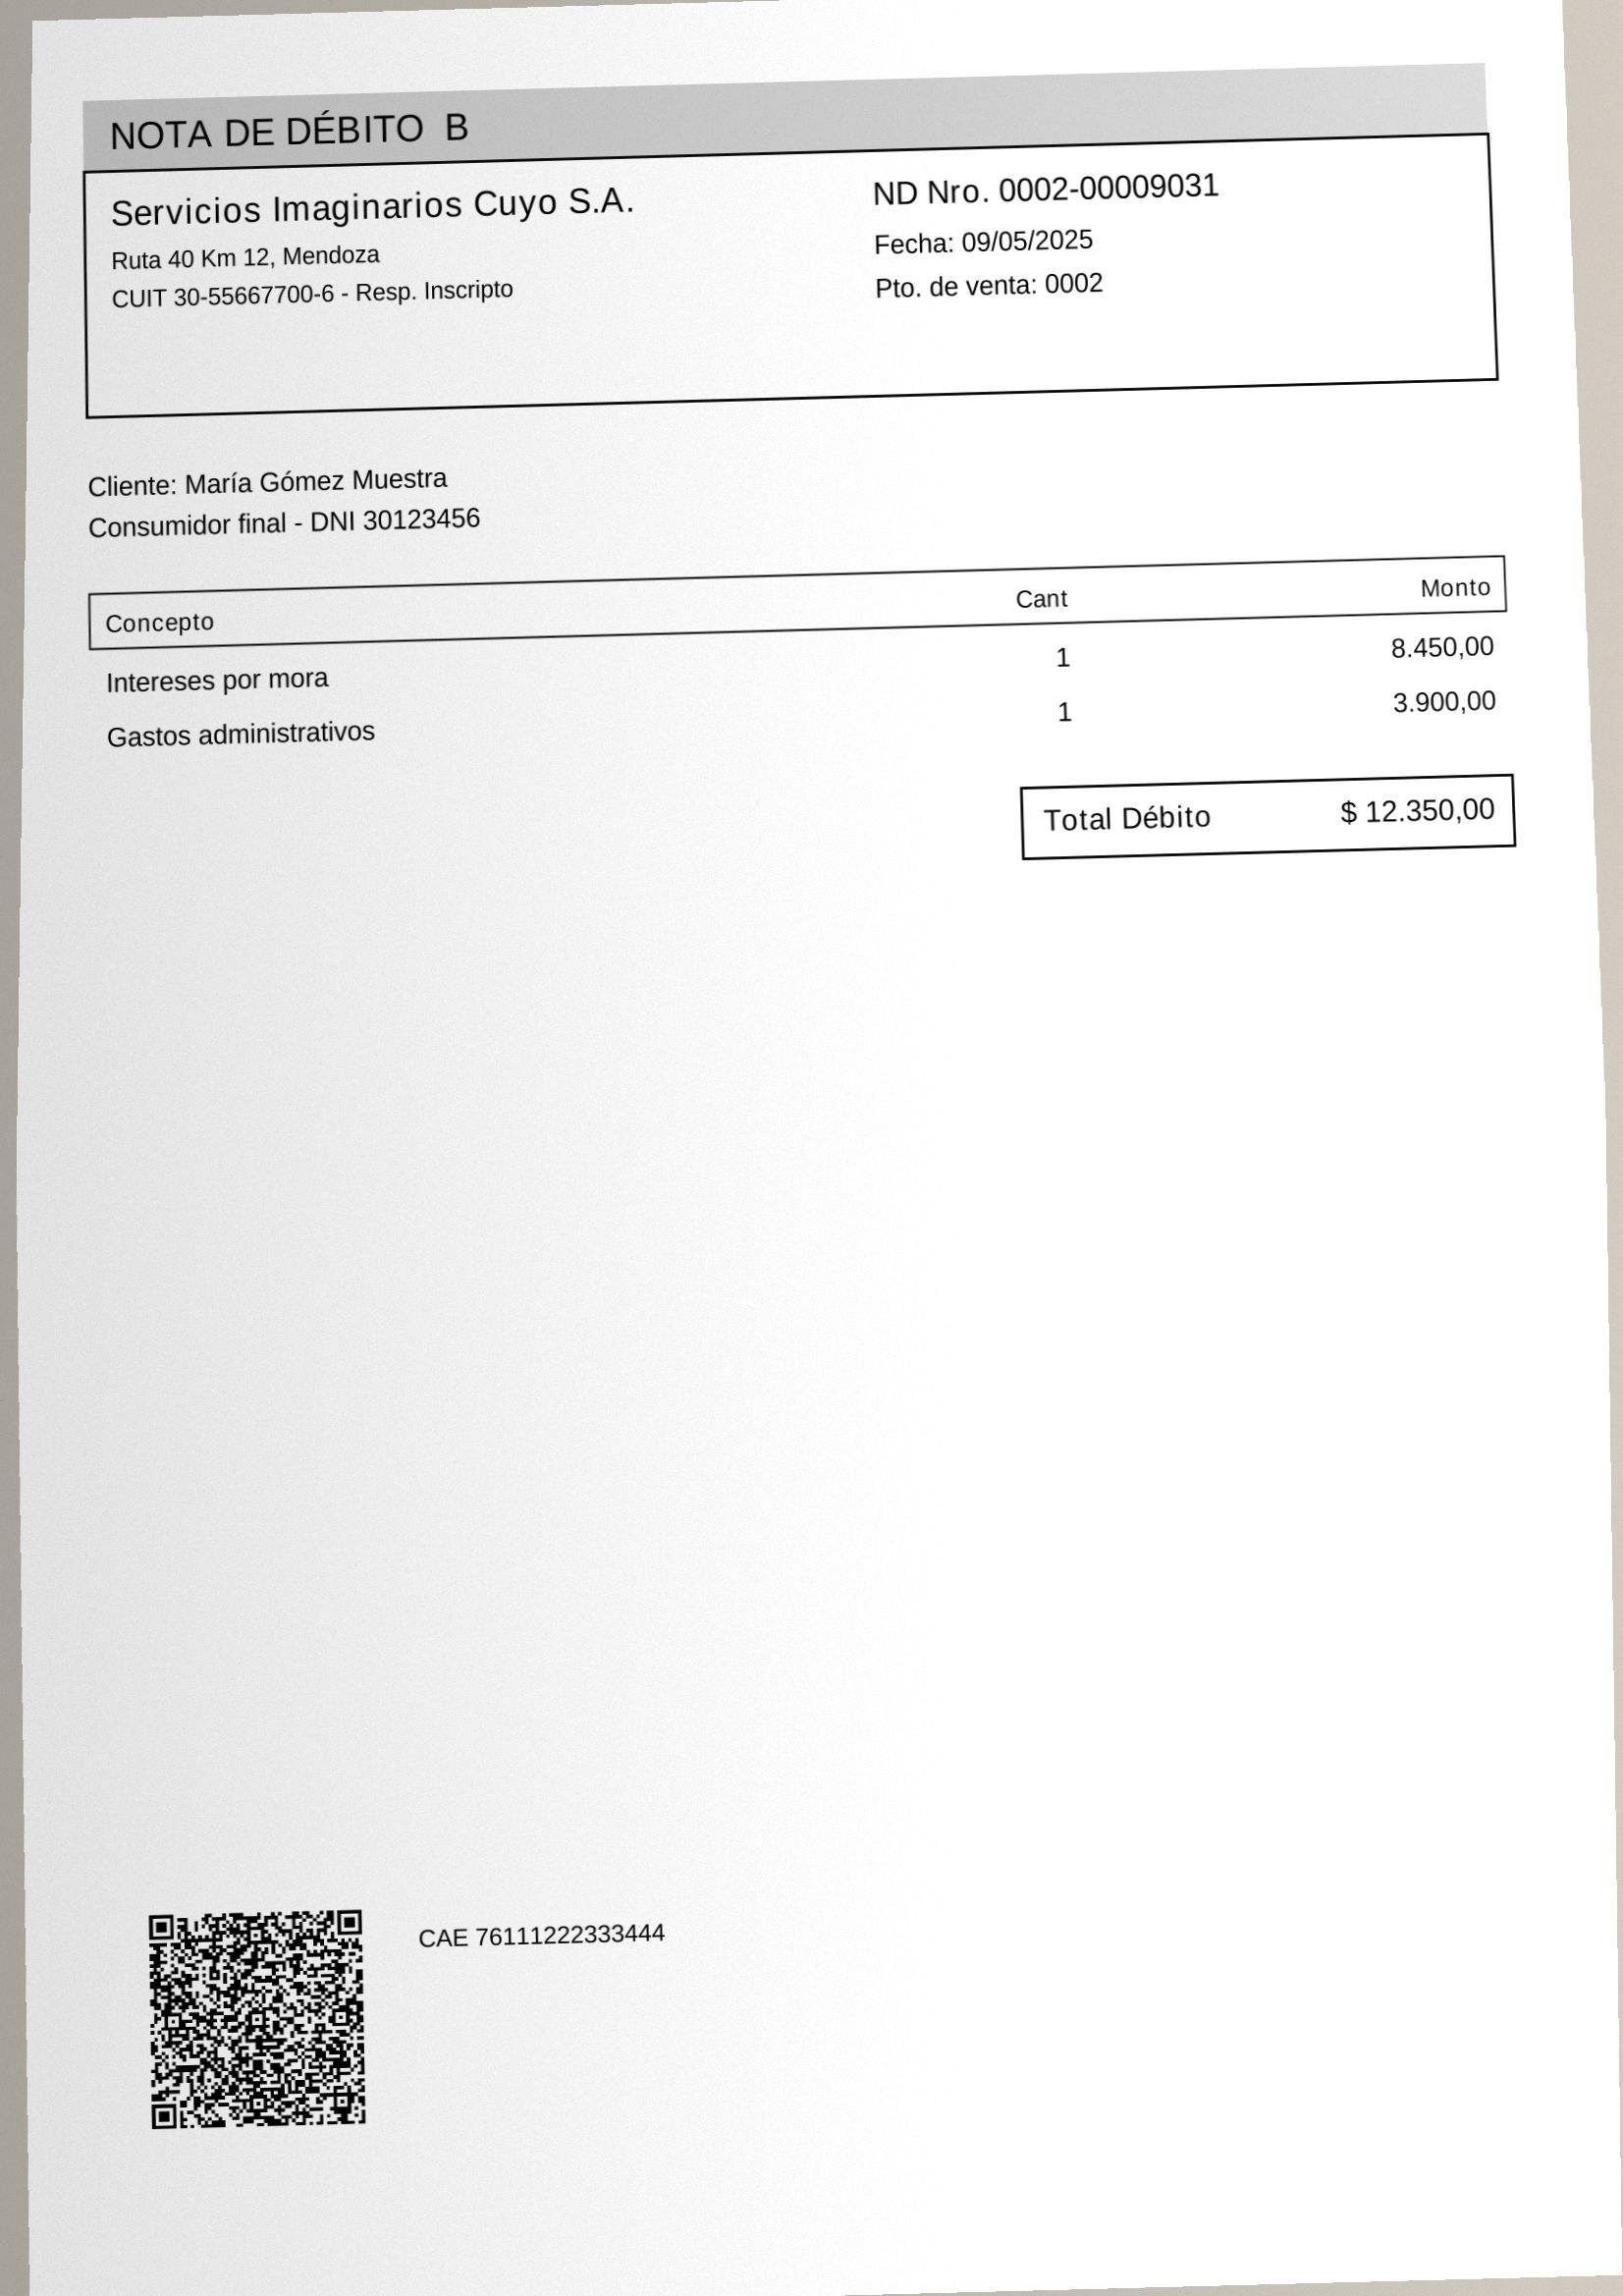 NOTA DE DÉBITO B
Servicios Imaginarios Cuyo S.A.
Ruta 40 Km 12, Mendoza
CUIT 30-55667700-6 - Resp. Inscripto
ND Nro. 0002-00009031
Fecha: 09/05/2025
Pto. de venta: 0002
Cliente: María Gómez Muestra
Consumidor final - DNI 30123456
Concepto Cant Monto
Intereses por mora 1 8.450,00
Gastos administrativos 1 3.900,00
Total Débito $ 12.350,00
CAE 76111222333444